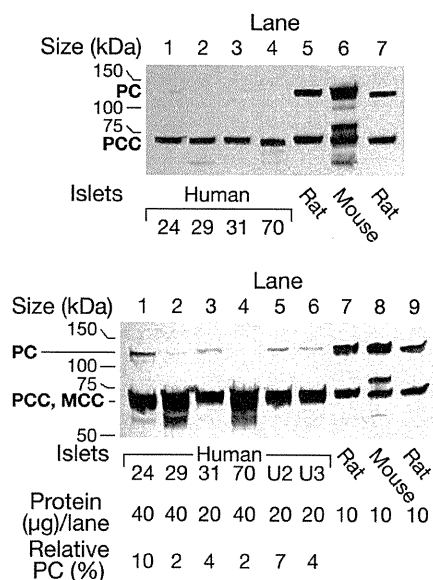 Lane
Size (kDa) 1 2 3 4 5 6 7
150
PC
100
75
PCC
Islets Human Rat Mouse Rat
24 29 31 70
Lane
Size (kDa) 1 2 3 4 5 6 7 8 9
150
PC
100
75
PCC, MCC
50
Islets Human Rat Mouse Rat
24 29 31 70 U2 U3
Protein
(µg)/lane 40 40 20 40 20 20 10 10 10
Relative
PC (%) 10 2 4 2 7 4